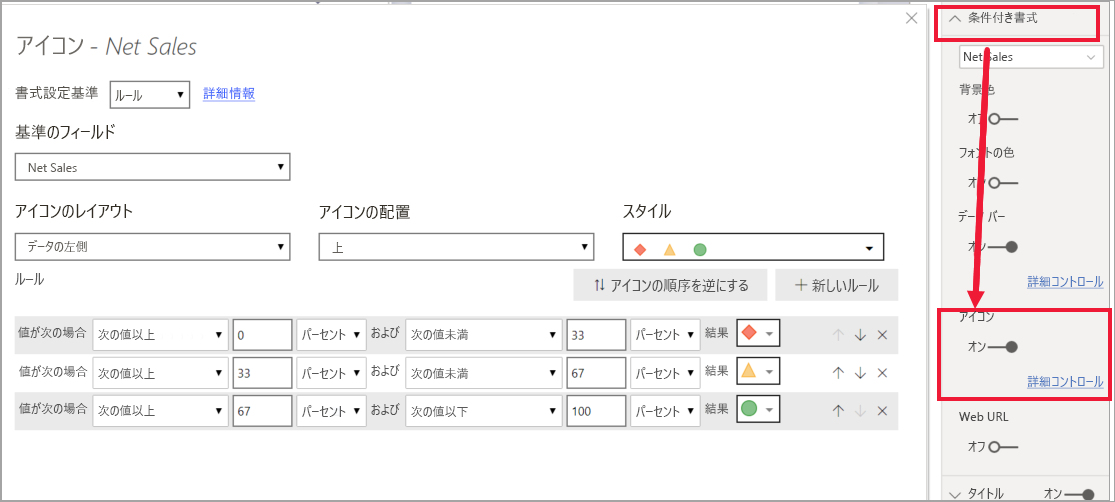 アイコン - Net Sales
書式設定基準 ルール 詳細情報
基準のフィールド
Net Sales
アイコンのレイアウト アイコンの配置 スタイル
データの左側 上
ルール アイコンの順序を逆にする 新しいルール
値が次の場合 次の値以上 0 パーセント および 次の値未満 33 パーセント 結果
値が次の場合 次の値以上 33 パーセント および 次の値未満 67 パーセント 結果
値が次の場合 次の値以上 67 パーセント および 次の値以下 100 パーセント 結果
条件付き書式
Net Sales
背景色
オフ
フォントの色
オフ
データ バー
オン
詳細コントロール
アイコン
オン
詳細コントロール
Web URL
オフ
タイトル オン